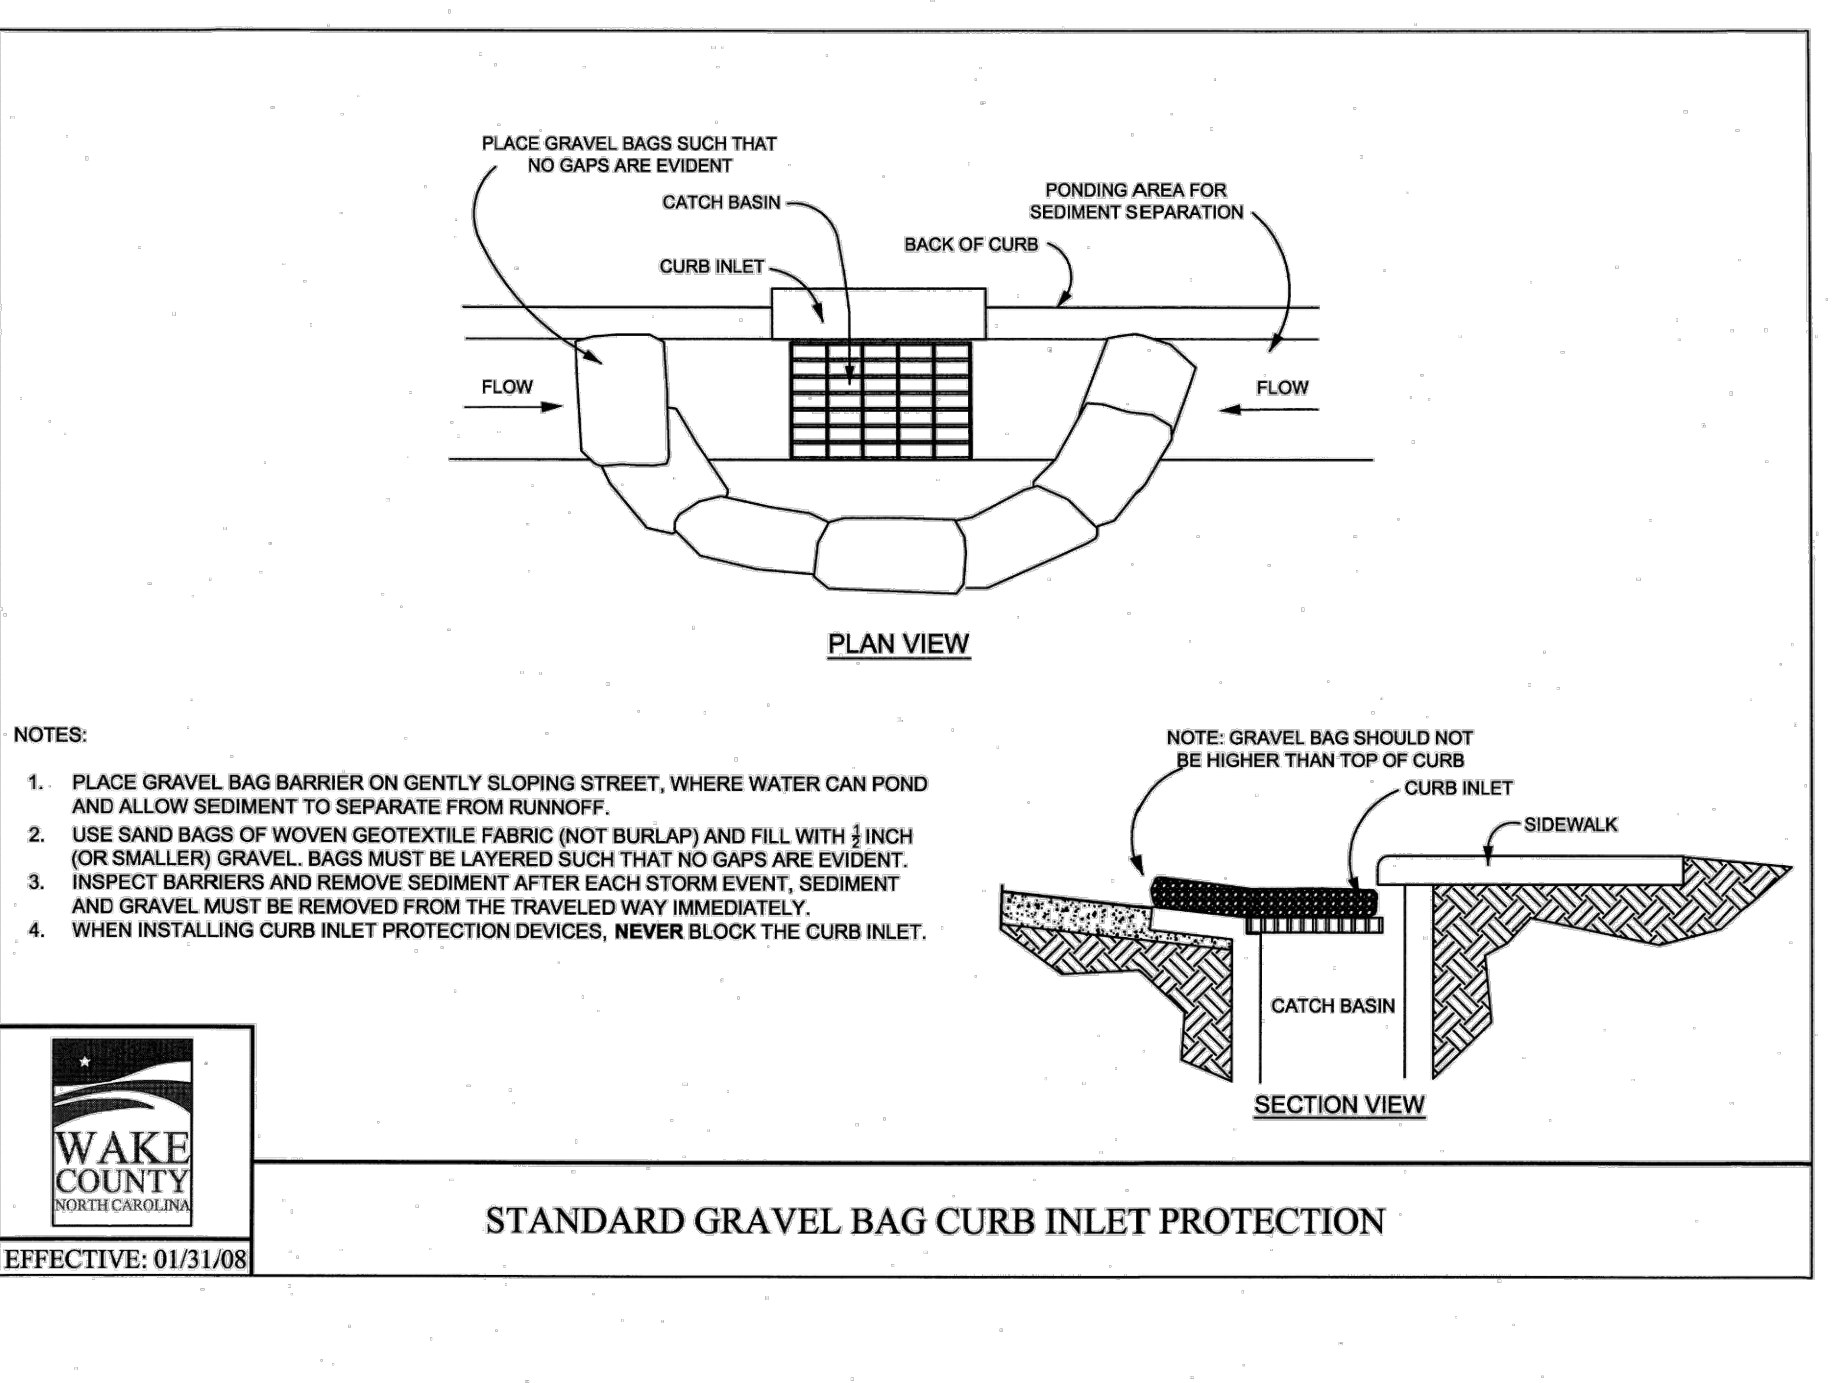 PLACE GRAVEL BAGS SUCH THAT
NO GAPS ARE EVIDENT
CATCH BASIN
PONDING AREA FOR
SEDIMENT SEPARATION
BACK OF CURB
CURB INLET
FLOW
FLOW
PLAN VIEW
NOTES:
1. PLACE GRAVEL BAG BARRIER ON GENTLY SLOPING STREET, WHERE WATER CAN POND
AND ALLOW SEDIMENT TO SEPARATE FROM RUNNOFF.
2. USE SAND BAGS OF WOVEN GEOTEXTILE FABRIC (NOT BURLAP) AND FILL WITH 1/2 INCH
(OR SMALLER) GRAVEL. BAGS MUST BE LAYERED SUCH THAT NO GAPS ARE EVIDENT.
3. INSPECT BARRIERS AND REMOVE SEDIMENT AFTER EACH STORM EVENT, SEDIMENT
AND GRAVEL MUST BE REMOVED FROM THE TRAVELED WAY IMMEDIATELY.
4. WHEN INSTALLING CURB INLET PROTECTION DEVICES, NEVER BLOCK THE CURB INLET.
NOTE: GRAVEL BAG SHOULD NOT
BE HIGHER THAN TOP OF CURB
CURB INLET
SIDEWALK
CATCH BASIN
SECTION VIEW
WAKE
COUNTY
NORTH CAROLINA
EFFECTIVE: 01/31/08
STANDARD GRAVEL BAG CURB INLET PROTECTION